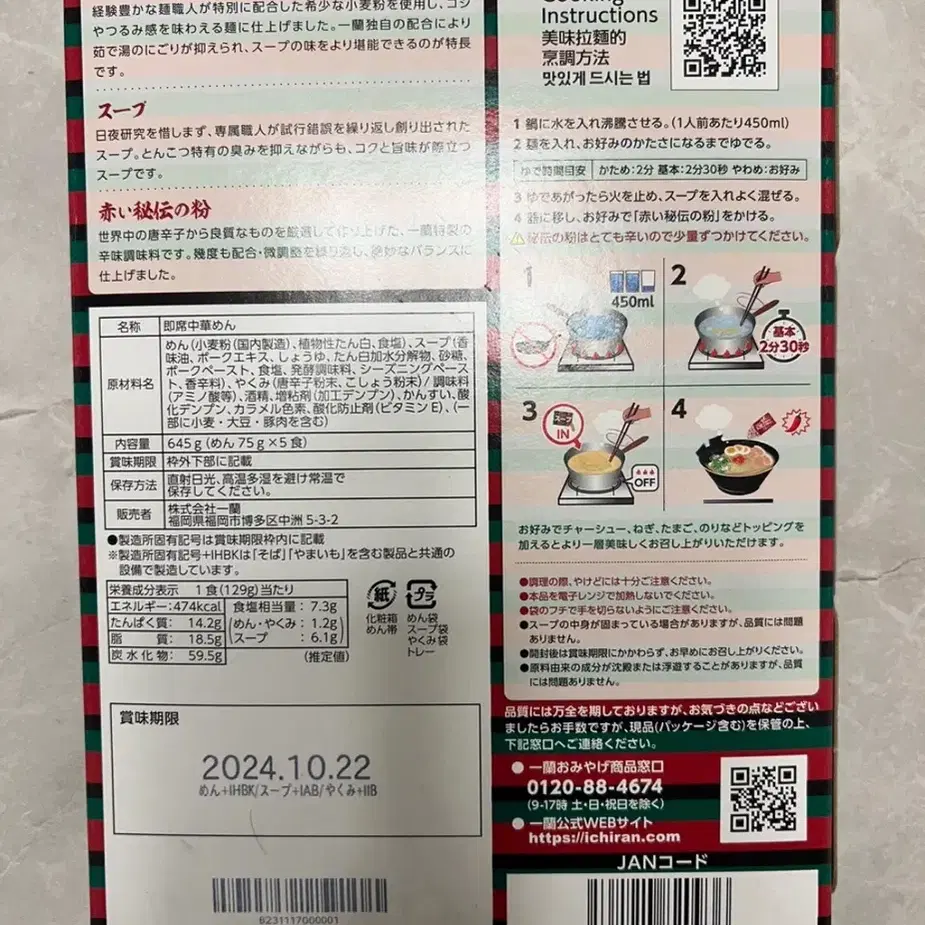 経験豊かな麺職人が特別に配合した希少な小麦粉を使用し、コシ
やつるみ感を味わえる麺に仕上げました。一蘭独自の配合により
茹で湯のにごりが抑えられ、スープの味をより堪能できるのが特長
です。
スープ
日夜研究を惜しまず、専属職人が試行錯誤を繰り返し創り出された
スープ。とんこつ特有の臭みを抑えながらも、コクと旨味が際立つ
スープです。
赤い秘伝の粉
世界中の唐辛子から良質なものを厳選して作り上げた、一蘭特製の
辛味調味料です。幾度も配合・微調整を繰り返し、絶妙なバランスに
仕上げました。
名称 即席中華めん
原材料名
めん(小麦粉(国内製造)、植物性たん白、食塩)、スープ(香
味油、ポークエキス、しょうゆ、たん白加水分解物、砂糖、
ポークペースト、食塩、発酵調味料、シーズニングペー
スト、香辛料)、やくみ(唐辛子粉末、こしょう粉末)/調味料
(アミノ酸等)、酒精、増粘剤(加工デンプン)、かんすい、酸
化デンプン、カラメル色素、酸化防止剤(ビタミンE)、(一
部に小麦・大豆・豚肉を含む)
内容量 645g(めん75g×5食)
賞味期限 枠外下部に記載
保存方法 直射日光、高温多湿を避け常温で
保存してください。
販売者 株式会社一蘭
福岡県福岡市博多区中洲5-3-2
●製造所固有記号は賞味期限枠内に記載
※製造所固有記号+IHBKは「そば」「やまいも」を含む製品と共通の
設備で製造しています。
栄養成分表示 1食(129g)当たり
エネルギー:474kcal 食塩相当量:7.3g
たんぱく質: 14.2g (めん・やくみ:1.2g)
脂質: 18.5g スープ :6.1g
炭水化物: 59.5g (推定値)
紙 プラ
化粧箱 めん袋
めん帯 スープ袋
やくみ袋
トレー
賞味期限
2024.10.22
めん+IHBK/スープ+IAB/やくみ+IIB
6231117000001
Cooking
Instructions
美味拉麵的
烹調方法
맛있게 드시는 법
1 鍋に水を入れ沸騰させる。(1人前あたり450ml)
2 麺を入れ、お好みのかたさになるまでゆでる。
ゆで時間目安 かため:2分 基本:2分30秒 やわめ:お好み
3 ゆであがったら火を止め、スープを入れよく混ぜる。
4 器に移し、お好みで「赤い秘伝の粉」をかける。
⚠秘伝の粉はとても辛いので少量ずつかけてください。
1
450ml
2
基本
2分30秒
3
IN
OFF
4
お好みでチャーシュー、ねぎ、たまご、のりなどトッピングを
加えるとより一層美味しくお召し上がりいただけます。
●調理の際、やけどには十分ご注意ください。
●本品を電子レンジで加熱しないでください。
●袋のフチで手を切らないようにご注意ください。
●スープの中身が固まっている場合がありますが、品質には問題
ありません。
●開封後は賞味期限にかかわらず、お早めにお召し上がりください。
●原料由来の成分が沈殿または浮遊することがありますが、品質
には問題ありません。
品質には万全を期しておりますが、お気づきの点などござい
ましたらお手数ですが、現品(パッケージ含む)を保管の上、
下記窓口へご連絡ください。
●一蘭おみやげ商品窓口
0120-88-4674
(9-17時 土・日・祝日を除く)
●一蘭公式WEBサイト
https://ichiran.com
JANコード